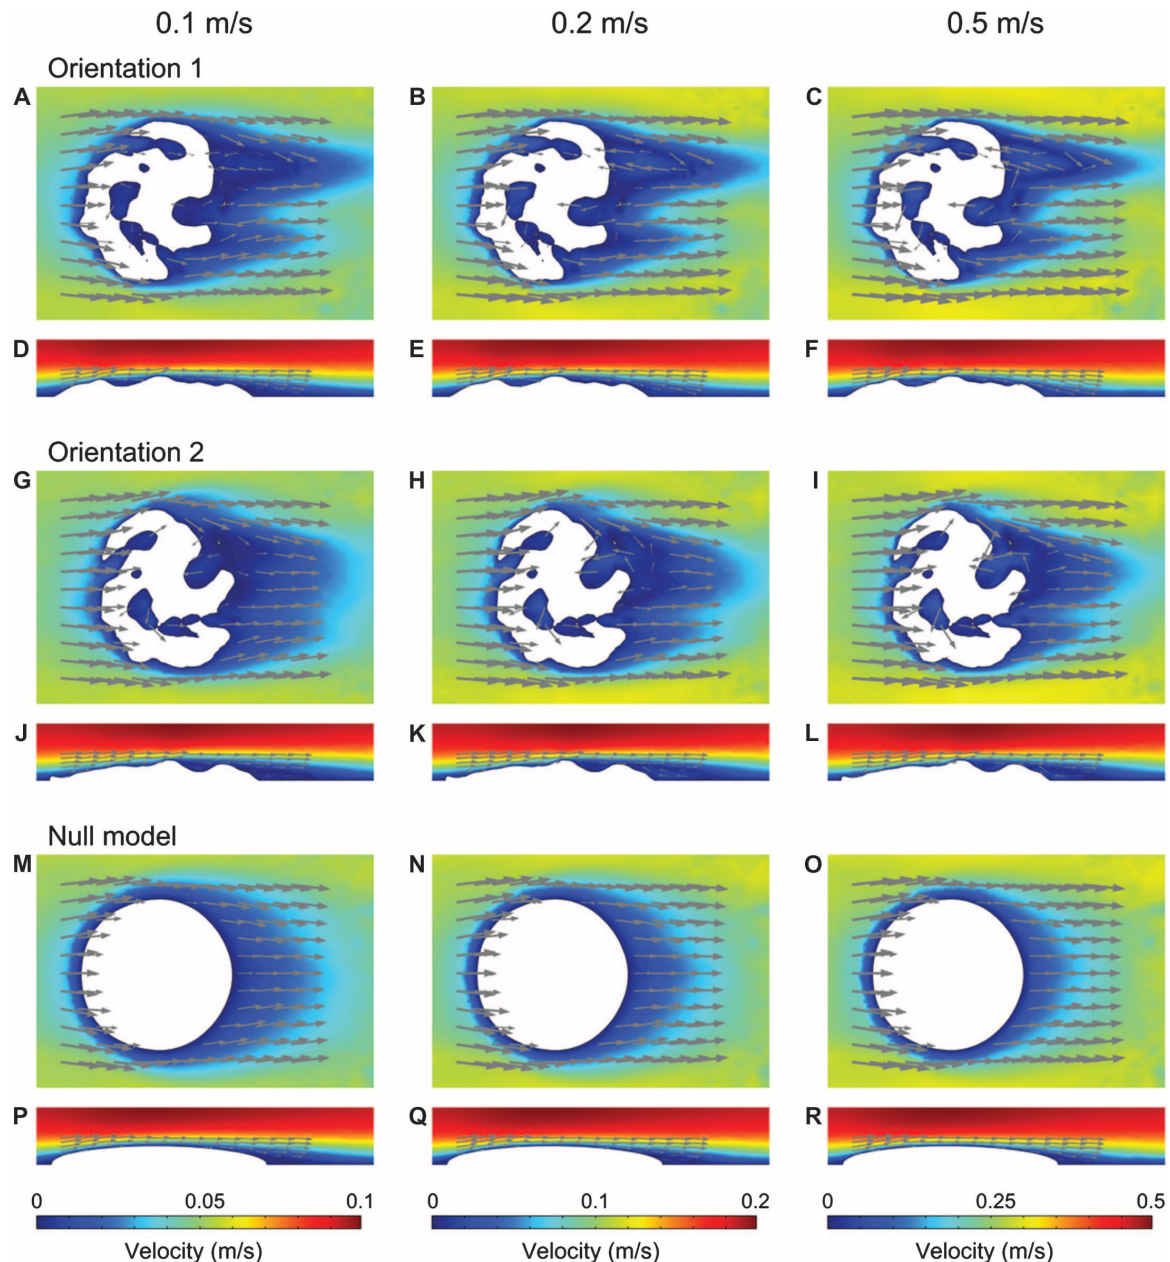 0.1 m/s 0.2 m/s 0.5 m/s
Orientation 1
A B C
D E F
Orientation 2
G H I
J K L
Null model
M N O
P Q R
0 0.05 0.1 0 0.1 0.2 0 0.25 0.5
Velocity (m/s) Velocity (m/s) Velocity (m/s)